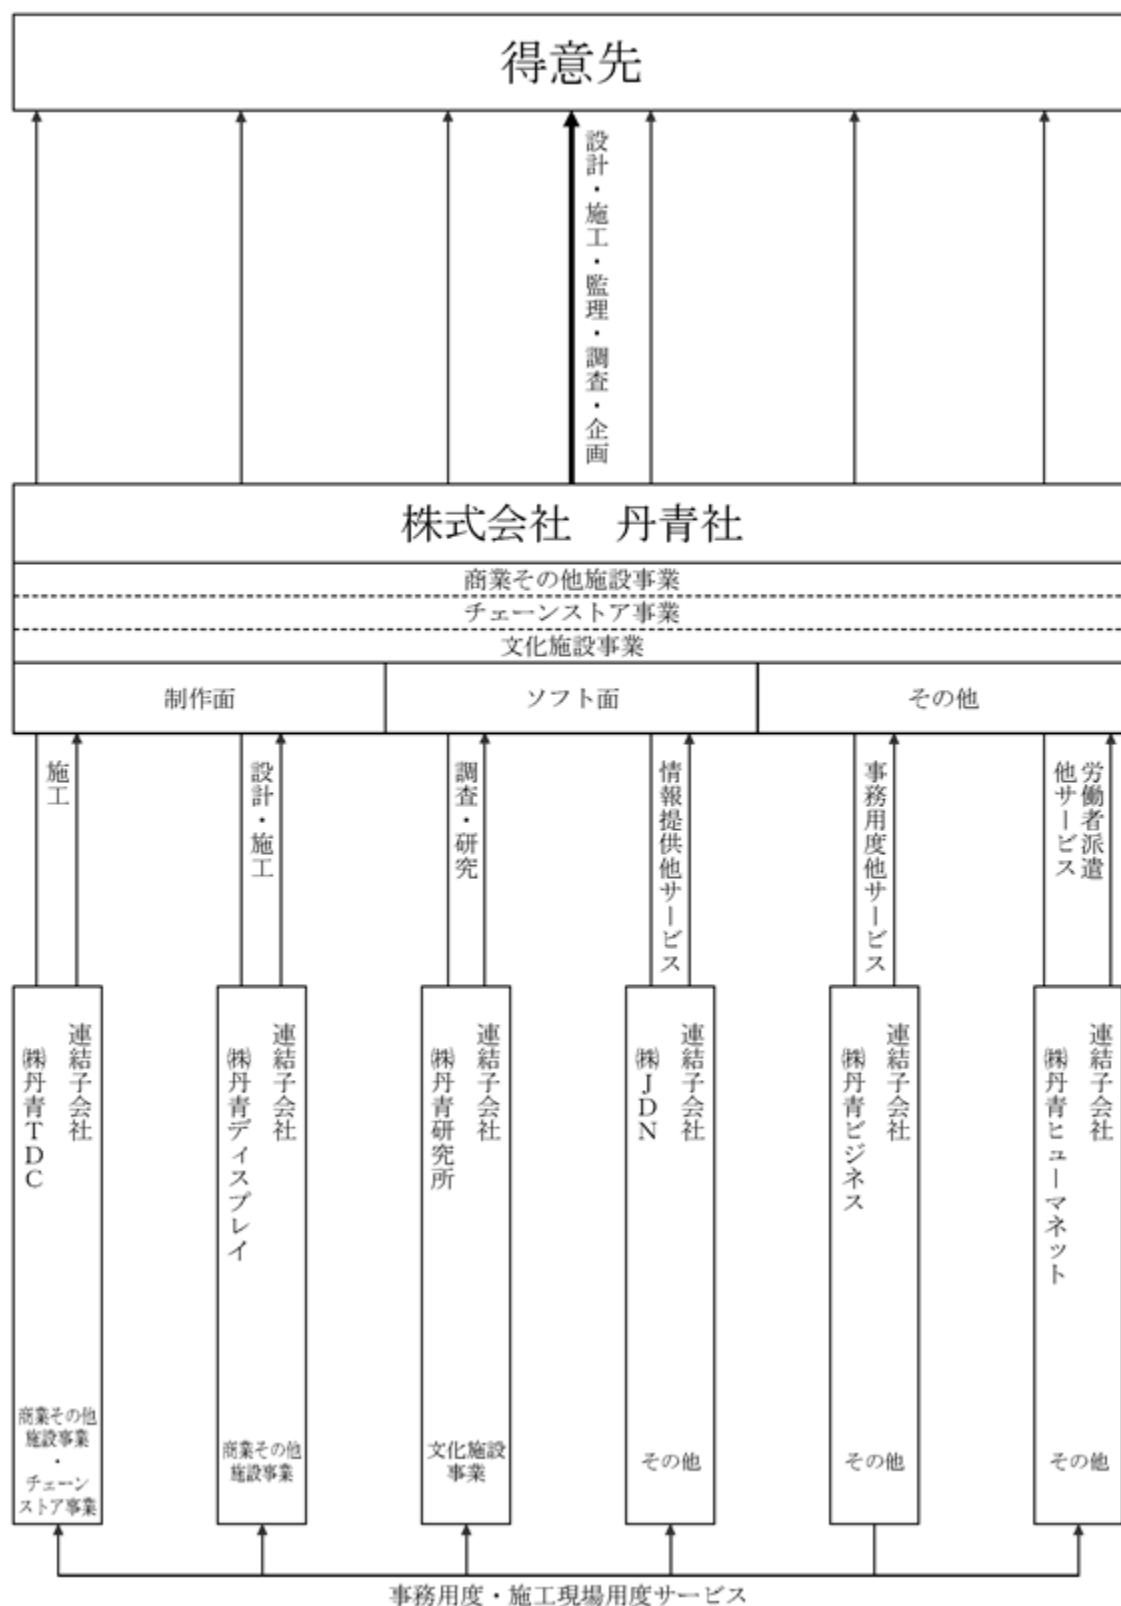 得意先
設計・施工・監理・調査・企画
株式会社　丹青社
商業その他施設事業
チェーンストア事業
文化施設事業
制作面
ソフト面
その他
施工
設計・施工
調査・研究
情報提供他サービス
事務用度他サービス
労働者派遣
他サービス
連結子会社
㈱丹青TDC
商業その他
施設事業
・
チェーン
ストア事業
連結子会社
㈱丹青ディスプレイ
商業その他
施設事業
連結子会社
㈱丹青研究所
文化施設
事業
連結子会社
㈱JDN
その他
連結子会社
㈱丹青ビジネス
その他
連結子会社
㈱丹青ヒューマネット
その他
事務用度・施工現場用度サービス